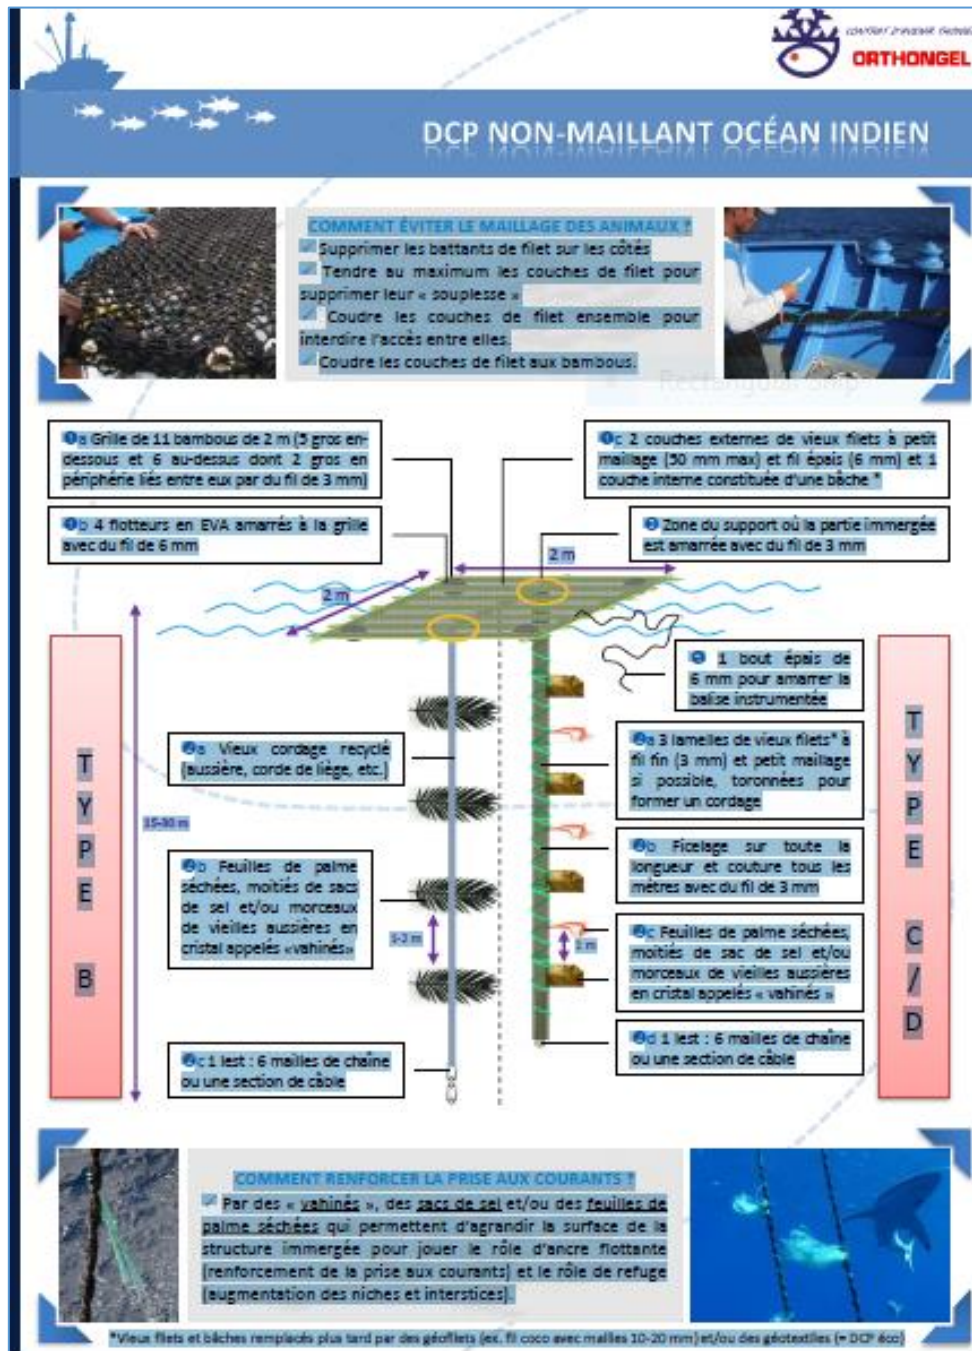 ORTHONGEL
DCP NON-MAILLANT OCÉAN INDIEN
COMMENT ÉVITER LE MAILLAGE DES ANIMAUX ?
Supprimer les battants de filet sur les côtés
Tendre au maximum les couches de filet pour
supprimer leur « souplesse »
Coudre les couches de filet ensemble pour
interdire l'accès entre elles.
Coudre les couches de filet aux bambous.
Rectangular Snip
❶a Grille de 11 bambous de 2 m (5 gros en-
dessous et 6 au-dessus dont 2 gros en
périphérie liés entre eux par du fil de 3 mm)
❶c 2 couches externes de vieux filets à petit
maillage (50 mm max) et fil épais (6 mm) et 1
couche interne constituée d'une bâche *
❶b 4 flotteurs en EVA amarrés à la grille
avec du fil de 6 mm
❷ Zone du support où la partie immergée
est amarrée avec du fil de 3 mm
2 m
2 m
1 bout épais de
6 mm pour amarrer la
balise instrumentée
❷a Vieux cordage recyclé
(aussière, corde de liège, etc.)
❷a 3 lamelles de vieux filets* à
fil fin (3 mm) et petit maillage
si possible, toronnées pour
former un cordage
❷b Feuilles de palme
séchées, moitiés de sacs
de sel et/ou morceaux
de vieilles aussières en
cristal appelés «vahinés»
❷b Ficelage sur toute la
longueur et couture tous les
mètres avec du fil de 3 mm
1 m
❷c Feuilles de palme séchées,
moitiés de sac de sel et/ou
morceaux de vieilles aussières
en cristal appelés « vahinés »
❷c 1 lest : 6 mailles de chaîne
ou une section de câble
❷d 1 lest : 6 mailles de chaîne
ou une section de câble
TYPE B
TYPE C/D
COMMENT RENFORCER LA PRISE AUX COURANTS ?
Par des « vahinés », des sacs de sel et/ou des feuilles de
palme séchées qui permettent d'agrandir la surface de la
structure immergée pour jouer le rôle d'ancre flottante
(renforcement de la prise aux courants) et le rôle de refuge
(augmentation des niches et interstices).
*Vieux filets et bâches remplacés plus tard par des géofilets (ex. fil coco avec mailles 10-20 mm) et/ou des géotextiles (= DCP éco)